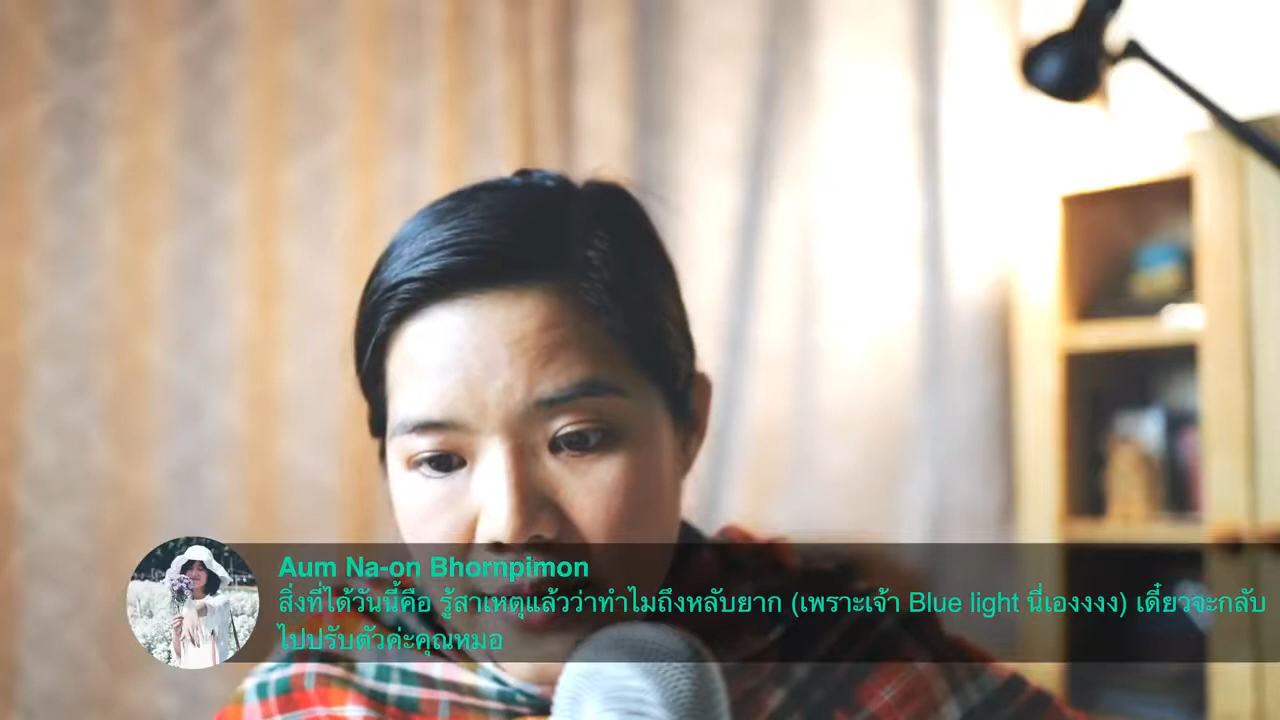 Aum Na-on Bhornpimon
สิ่งที่ได้วันนี้คือ รู้สาเหตุแล้วว่าทำไมถึงหลับยาก (เพราะเจ้า Blue light นี่เองงงง) เดี๋ยวจะกลับ
ไปปรับตัวค่ะคุณหมอ